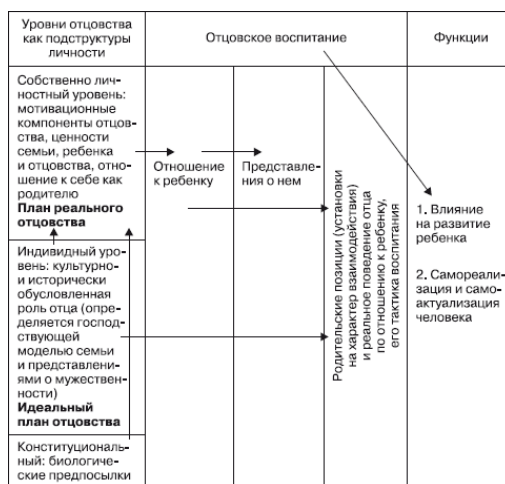 Уровни отцовства
как подструктуры
личности
Отцовское воспитание
Функции
Собственно лич-
ностный уровень:
мотивационные
компоненты отцов-
ства, ценности
семьи, ребенка
и отцовства, отно-
шение к себе как
родителю
План реального
отцовства
Отношение
к ребенку
Представле-
ния о нем
Родительские позиции (установки
на характер взаимодействия)
и реальное поведение отца
по отношению к ребенку,
его тактика воспитания
1. Влияние
на развитие
ребенка
2. Самореали-
зация и само-
актуализация
человека
Индивидный уро-
вень: культурно-
и исторически
обусловленная
роль отца (опреде-
ляется господ-
ствующей
моделью семьи
и представлени-
ями о мужествен-
ности)
Идеальный
план отцовства
Конституциональ-
ный: биологиче-
ские предпосылки